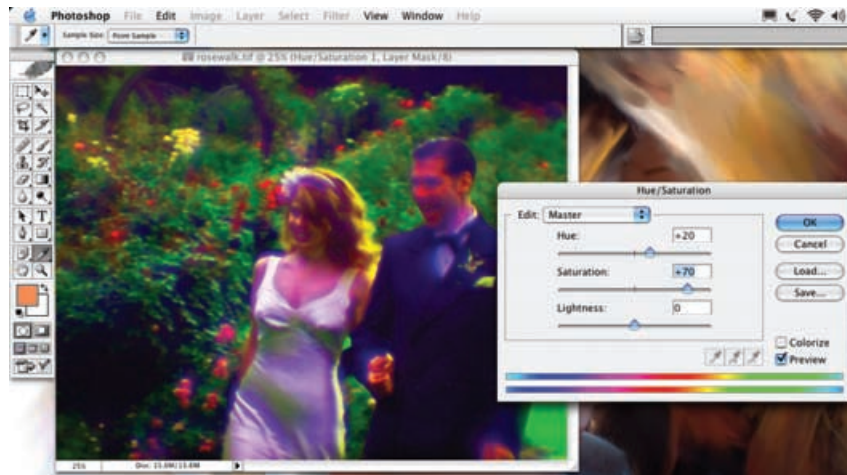 Photoshop File Edit Image Layer Select Filter View Window Help
Sample Size: Point Sample
rosewalk.tif @ 25% (Hue/Saturation 1, Layer Mask/8)
Hue/Saturation
Edit: Master
Hue: +20
Saturation: +70
Lightness: 0
OK
Cancel
Load...
Save...
Colorize
Preview
T
25% Doc: